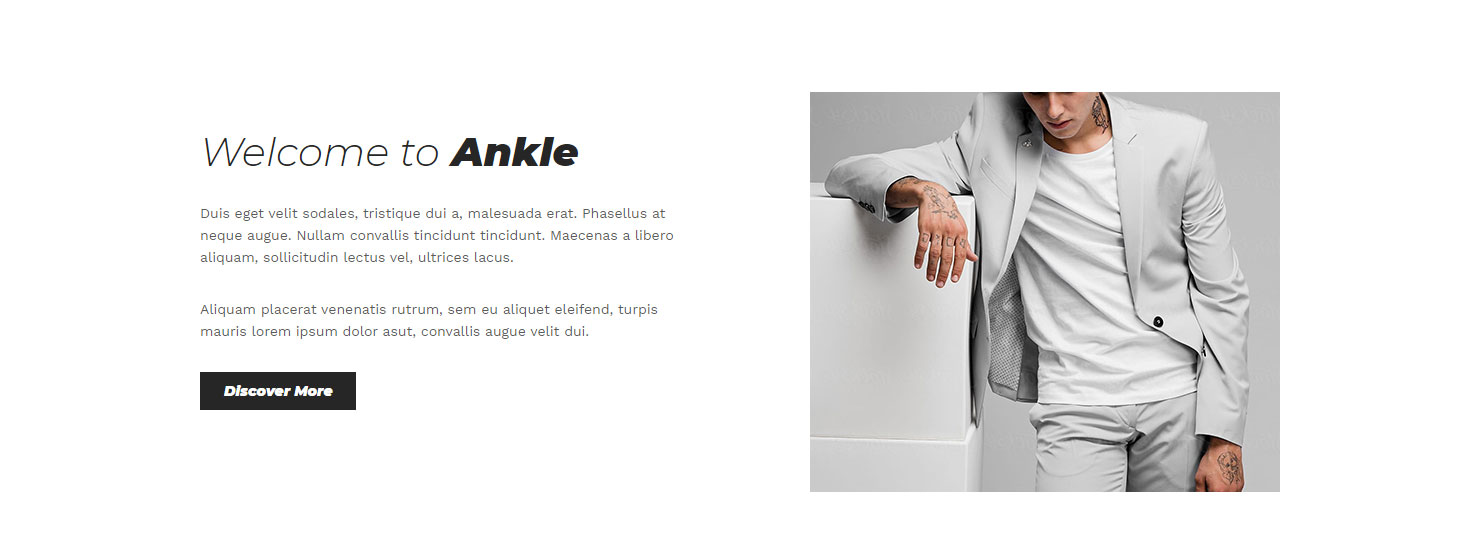 Welcome to Ankle
Duis eget velit sodales, tristique dui a, malesuada erat. Phasellus at
neque augue. Nullam convallis tincidunt tincidunt. Maecenas a libero
aliquam, sollicitudin lectus vel, ultrices lacus.
Aliquam placerat venenatis rutrum, sem eu aliquet eleifend, turpis
mauris lorem ipsum dolor asut, convallis augue velit dui.
Discover More